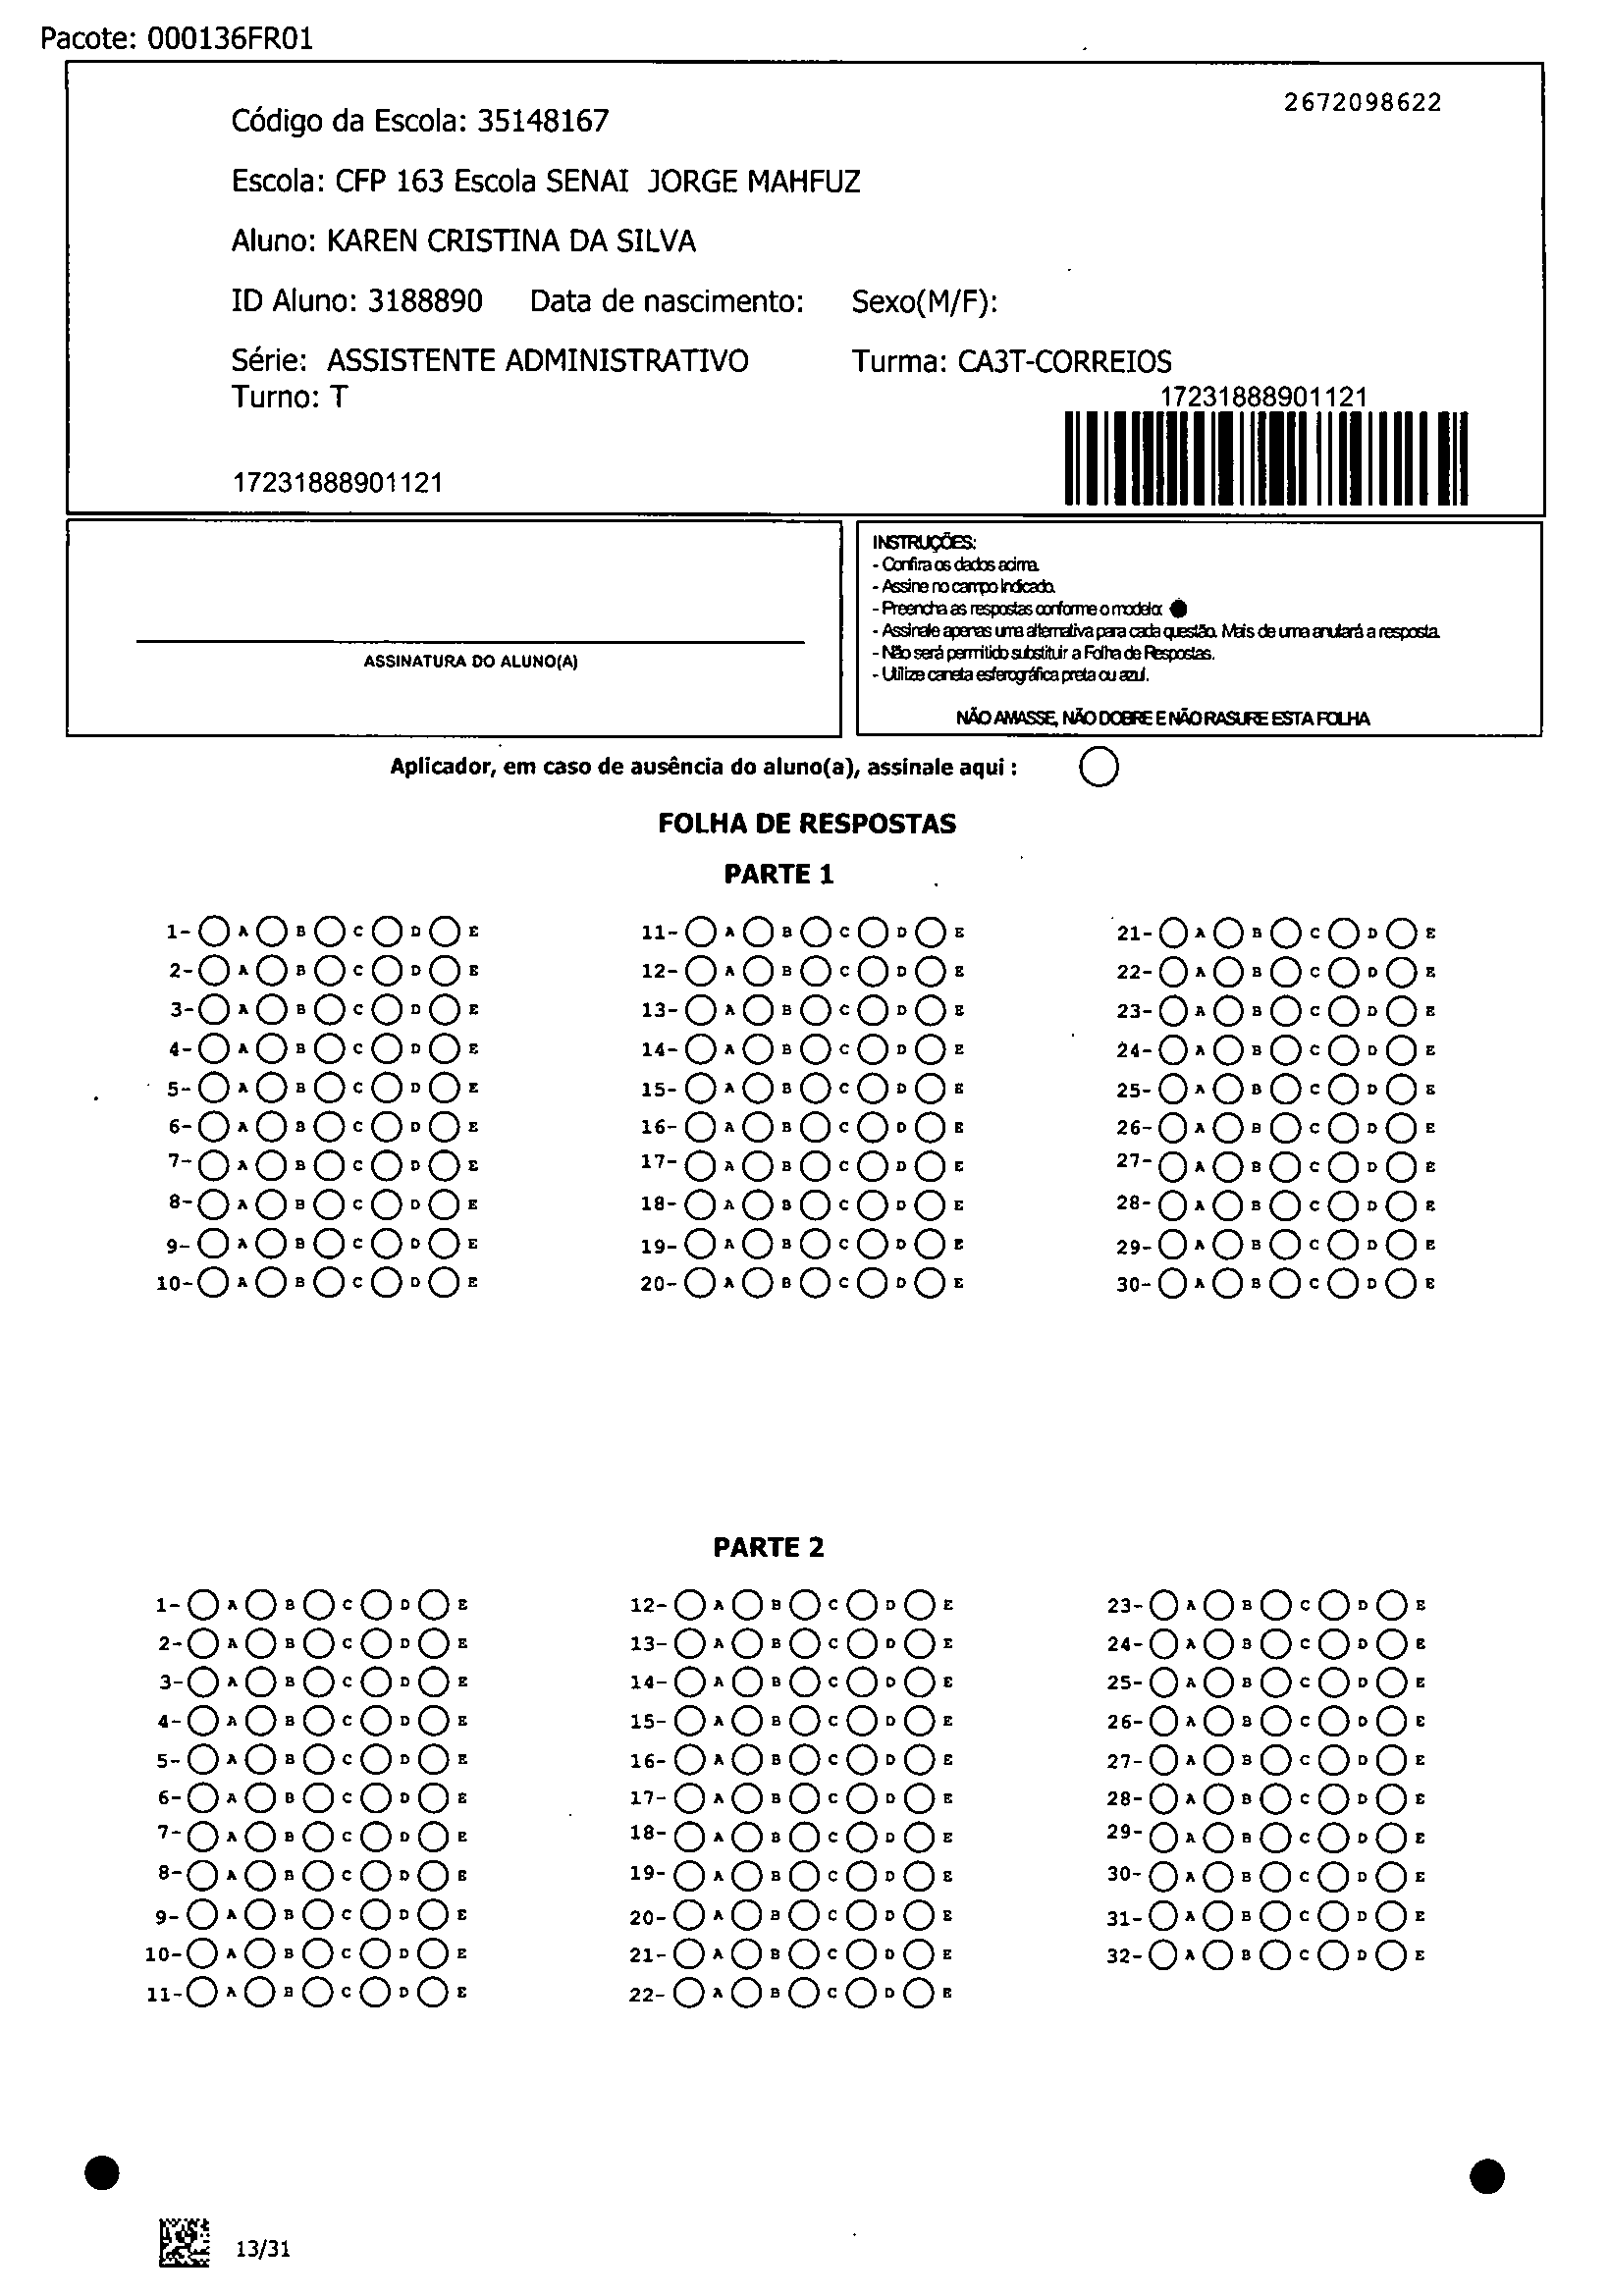 Pacote: 000136FR01
2672098622
Código da Escola: 35148167
Escola: CFP 163 Escola SENAI JORGE MAHFUZ
Aluno: KAREN CRISTINA DA SILVA
ID Aluno: 3188890 Data de nascimento: Sexo(M/F):
Série: ASSISTENTE ADMINISTRATIVO Turma: CA3T-CORREIOS
Turno: T 17231888901121
17231888901121
ASSINATURA DO ALUNO(A)
INSTRUÇÕES:
- Confira os dados acima.
- Assine no campo indicado.
- Preencha as respostas conforme o modelo:
- Assinale apenas uma alternativa para cada questão. Mais de uma anulará a resposta.
- Não será permitido substituir a Folha de Respostas.
- Utilize caneta esferográfica preta ou azul.
NÃO AMASSE, NÃO DOBRE E NÃO RASURE ESTA FOLHA
Aplicador, em caso de ausência do aluno(a), assinale aqui :
FOLHA DE RESPOSTAS
PARTE 1
1- A B C D E 11- A B C D E 21- A B C D E
2- A B C D E 12- A B C D E 22- A B C D E
3- A B C D E 13- A B C D E 23- A B C D E
4- A B C D E 14- A B C D E 24- A B C D E
5- A B C D E 15- A B C D E 25- A B C D E
6- A B C D E 16- A B C D E 26- A B C D E
7- A B C D E 17- A B C D E 27- A B C D E
8- A B C D E 18- A B C D E 28- A B C D E
9- A B C D E 19- A B C D E 29- A B C D E
10- A B C D E 20- A B C D E 30- A B C D E
PARTE 2
1- A B C D E 12- A B C D E 23- A B C D E
2- A B C D E 13- A B C D E 24- A B C D E
3- A B C D E 14- A B C D E 25- A B C D E
4- A B C D E 15- A B C D E 26- A B C D E
5- A B C D E 16- A B C D E 27- A B C D E
6- A B C D E 17- A B C D E 28- A B C D E
7- A B C D E 18- A B C D E 29- A B C D E
8- A B C D E 19- A B C D E 30- A B C D E
9- A B C D E 20- A B C D E 31- A B C D E
10- A B C D E 21- A B C D E 32- A B C D E
11- A B C D E 22- A B C D E
13/31